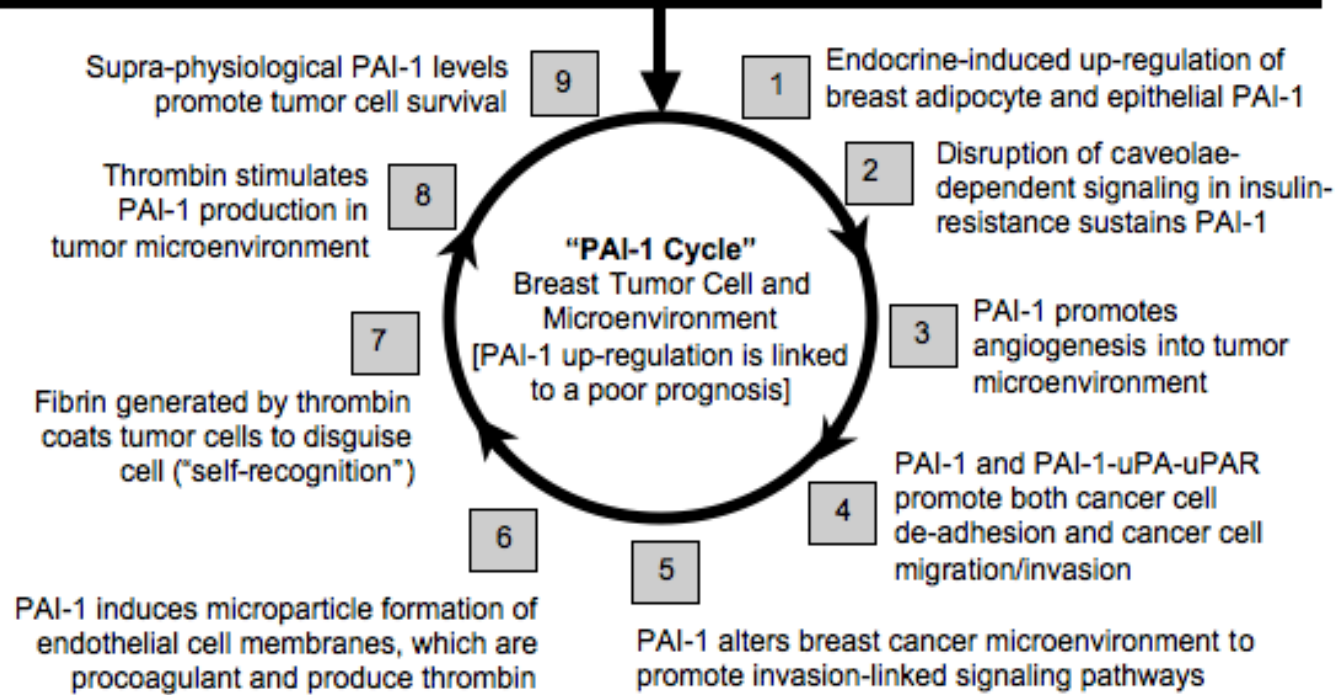 Supra-physiological PAI-1 levels
promote tumor cell survival
9
1
Endocrine-induced up-regulation of
breast adipocyte and epithelial PAI-1
2
Disruption of caveolae-
dependent signaling in insulin-
resistance sustains PAI-1
Thrombin stimulates
PAI-1 production in
tumor microenvironment
8
"PAI-1 Cycle"
Breast Tumor Cell and
Microenvironment
[PAI-1 up-regulation is linked
to a poor prognosis]
3
PAI-1 promotes
angiogenesis into tumor
microenvironment
7
Fibrin generated by thrombin
coats tumor cells to disguise
cell ("self-recognition")
4
PAI-1 and PAI-1-uPA-uPAR
promote both cancer cell
de-adhesion and cancer cell
migration/invasion
6
PAI-1 induces microparticle formation of
endothelial cell membranes, which are
procoagulant and produce thrombin
5
PAI-1 alters breast cancer microenvironment to
promote invasion-linked signaling pathways